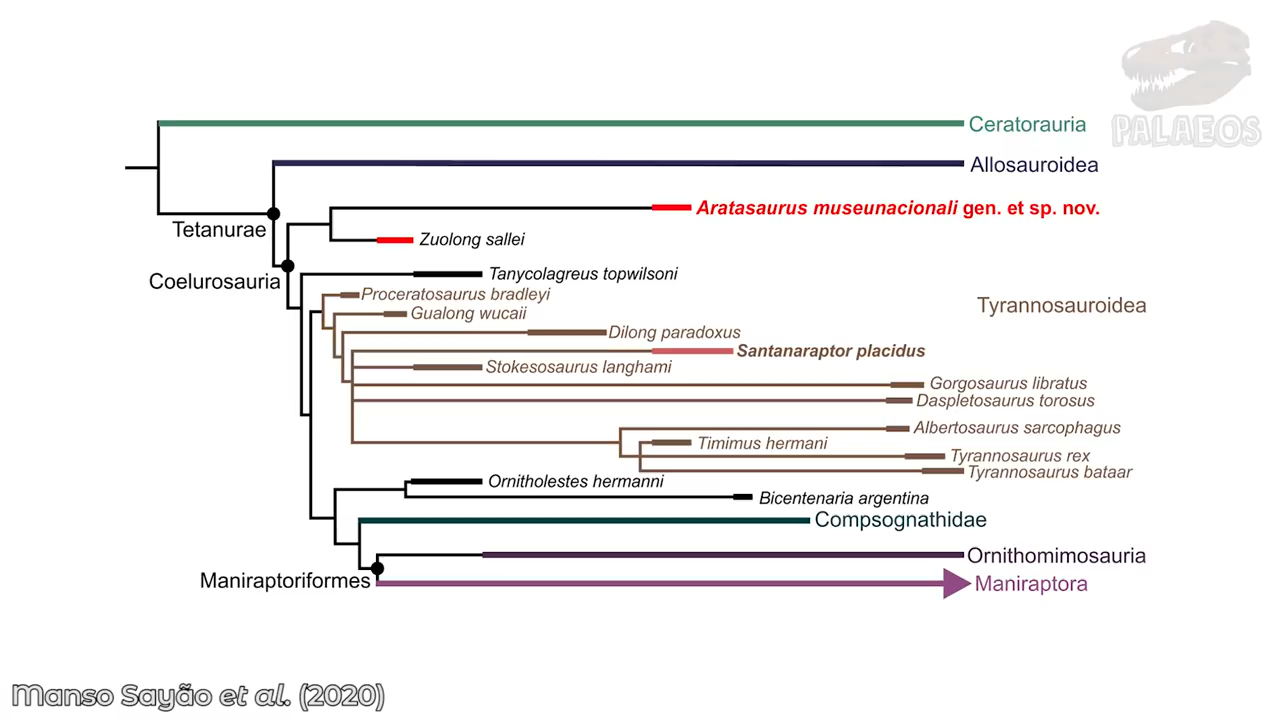 PALAEOS
Ceratorauria
Allosauroidea
Aratasaurus museunacionali gen. et sp. nov.
Tetanurae
Zuolong sallei
Coelurosauria
Tanycolagreus topwilsoni
Proceratosaurus bradleyi
Tyrannosauroidea
Gualong wucaii
Dilong paradoxus
Santanaraptor placidus
Stokesosaurus langhami
Gorgosaurus libratus
Daspletosaurus torosus
Albertosaurus sarcophagus
Timimus hermani
Tyrannosaurus rex
Tyrannosaurus bataar
Ornitholestes hermanni
Bicentenaria argentina
Compsognathidae
Ornithomimosauria
Maniraptoriformes
Maniraptora
Manso Sayão et al. (2020)